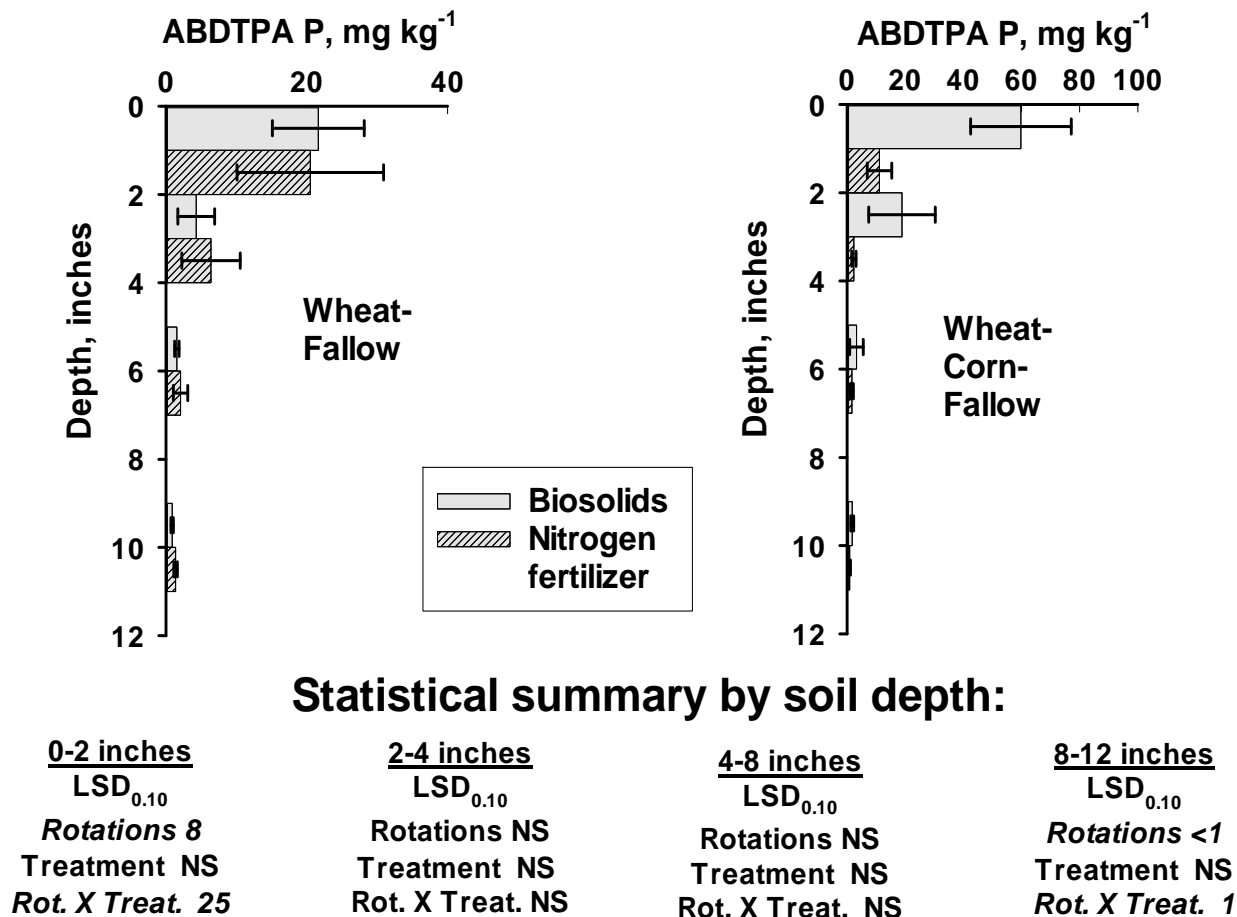 ABDTPA P, mg kg⁻¹
0 20 40
0
2
4
6
8
10
12
Depth, inches
Wheat-
Fallow
ABDTPA P, mg kg⁻¹
0 20 40 60 80 100
0
2
4
6
8
10
12
Depth, inches
Wheat-
Corn-
Fallow
Biosolids
Nitrogen
fertilizer
Statistical summary by soil depth:
0-2 inches
LSD0.10
Rotations 8
Treatment NS
Rot. X Treat. 25
2-4 inches
LSD0.10
Rotations NS
Treatment NS
Rot. X Treat. NS
4-8 inches
LSD0.10
Rotations NS
Treatment NS
Rot. X Treat. NS
8-12 inches
LSD0.10
Rotations <1
Treatment NS
Rot. X Treat. 1